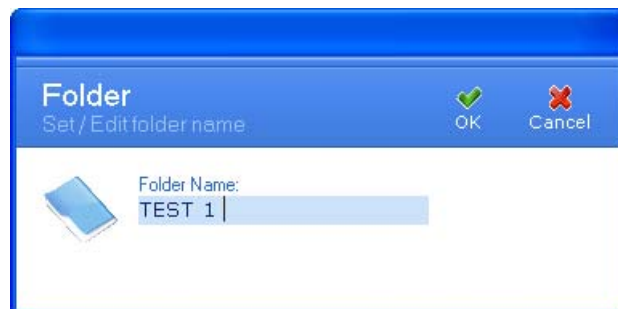 Folder
Set / Edit folder name
OK
Cancel
Folder Name:
TEST 1